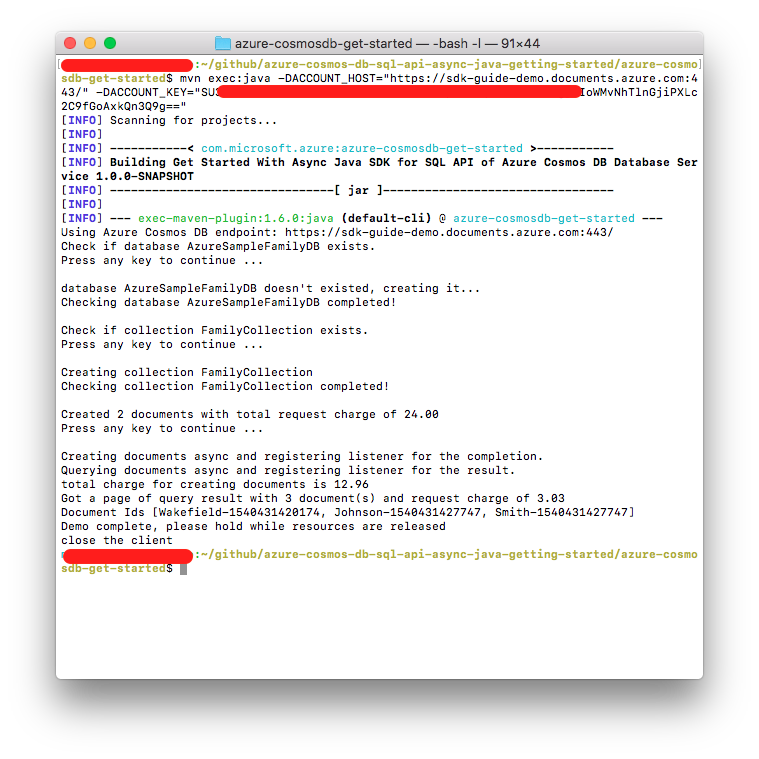 azure-cosmosdb-get-started — -bash -l — 91×44
[:~/github/azure-cosmos-db-sql-api-async-java-getting-started/azure-cosmo]
sdb-get-started$ mvn exec:java -DACCOUNT_HOST="https://sdk-guide-demo.documents.azure.com:4
43/" -DACCOUNT_KEY="SU IoWMvNhTlnGjiPXLc
2C9fGoAxkQn3Q9g=="
[INFO] Scanning for projects...
[INFO]
[INFO] -----------< com.microsoft.azure:azure-cosmosdb-get-started >-----------
[INFO] Building Get Started With Async Java SDK for SQL API of Azure Cosmos DB Database Ser
vice 1.0.0-SNAPSHOT
[INFO] --------------------------------[ jar ]---------------------------------
[INFO]
[INFO] --- exec-maven-plugin:1.6.0:java (default-cli) @ azure-cosmosdb-get-started ---
Using Azure Cosmos DB endpoint: https://sdk-guide-demo.documents.azure.com:443/
Check if database AzureSampleFamilyDB exists.
Press any key to continue ...
database AzureSampleFamilyDB doesn't existed, creating it...
Checking database AzureSampleFamilyDB completed!
Check if collection FamilyCollection exists.
Press any key to continue ...
Creating collection FamilyCollection
Checking collection FamilyCollection completed!
Created 2 documents with total request charge of 24.00
Press any key to continue ...
Creating documents async and registering listener for the completion.
Querying documents async and registering listener for the result.
total charge for creating documents is 12.96
Got a page of query result with 3 document(s) and request charge of 3.03
Document Ids [Wakefield-1540431420174, Johnson-1540431427747, Smith-1540431427747]
Demo complete, please hold while resources are released
close the client
:~/github/azure-cosmos-db-sql-api-async-java-getting-started/azure-cosmo
sdb-get-started$